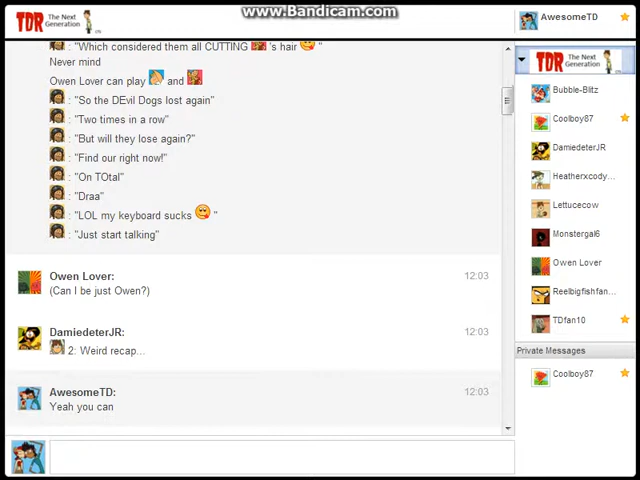 www.Bandicam.com
TDR The Next Generation
AwesomeTD
: "Which considered them all CUTTING 's hair "
Never mind
Owen Lover can play and
: "So the DEvil Dogs lost again"
: "Two times in a row"
: "But will they lose again?"
: "Find our right now!"
: "On TOtal"
: "Draa"
: "LOL my keyboard sucks "
: "Just start talking"
Owen Lover: 12:03
(Can I be just Owen?)
DamiedeterJR: 12:03
2: Weird recap...
AwesomeTD: 12:03
Yeah you can
TDR The Next Generation
Bubble-Blitz
Coolboy87
DamiedeterJR
Heatherxcody...
Lettucecow
Monstergal6
Owen Lover
Reelbigfishfan...
TDfan10
Private Messages
Coolboy87